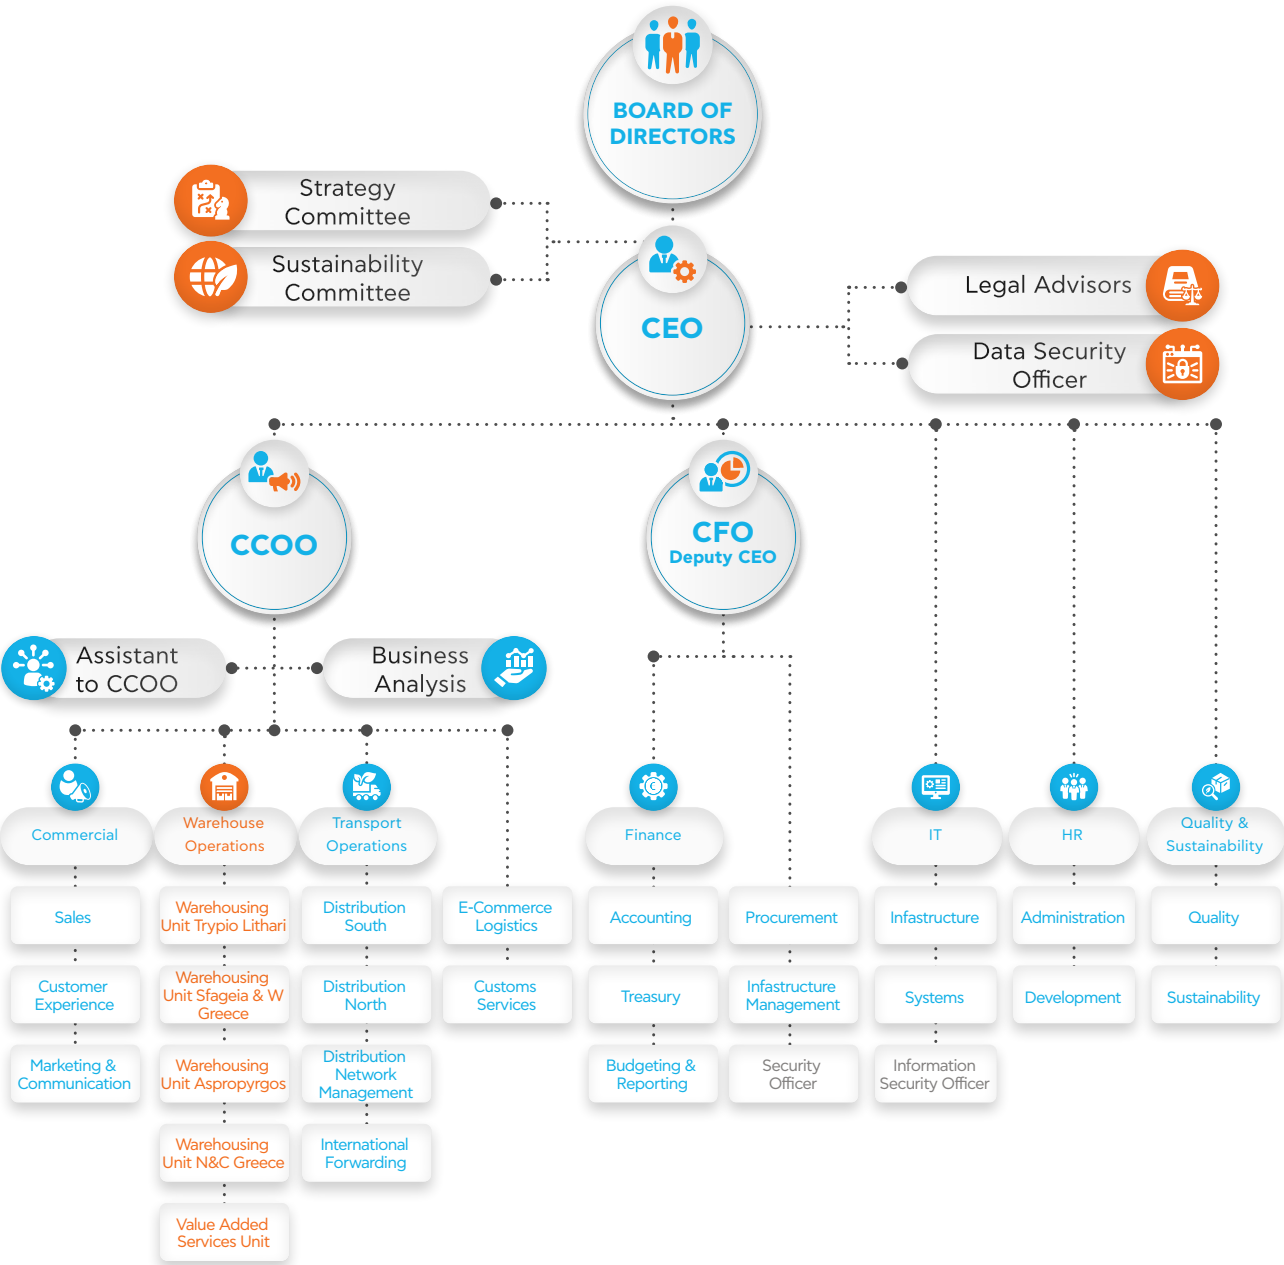 BOARD OF
DIRECTORS
Strategy
Committee
Sustainability
Committee
CEO
Legal Advisors
Data Security
Officer
CCOO
CFO
Deputy CEO
Assistant
to CCOO
Business
Analysis
Commercial
Warehouse
Operations
Transport
Operations
Finance
IT
HR
Quality &
Sustainability
Sales
Customer
Experience
Marketing &
Communication
Warehousing
Unit Trypio Lithari
Warehousing
Unit Sfageia & W
Greece
Warehousing
Unit Aspropyrgos
Warehousing
Unit N&C Greece
Value Added
Services Unit
Distribution
South
Distribution
North
Distribution
Network
Management
International
Forwarding
E-Commerce
Logistics
Customs
Services
Accounting
Treasury
Budgeting &
Reporting
Procurement
Infastructure
Management
Security
Officer
Infastructure
Systems
Information
Security Officer
Administration
Development
Quality
Sustainability